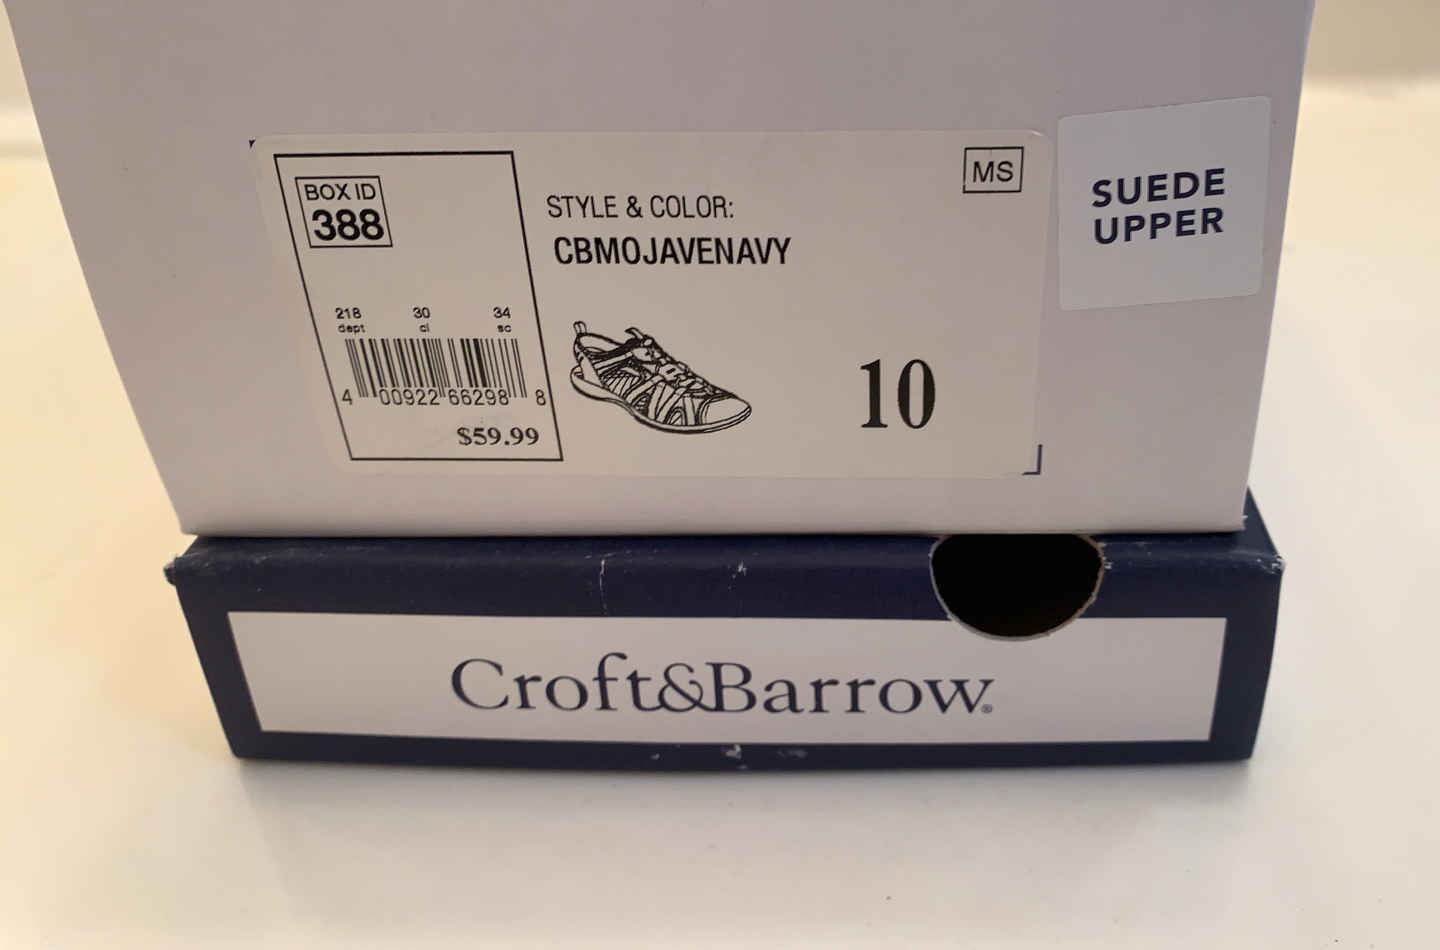 BOX ID
388
218 30 34
dept cl sc
4 00922 66298 8
$59.99
STYLE & COLOR:
CBMOJAVENAVY
10
MS
SUEDE
UPPER
Croft&Barrow®